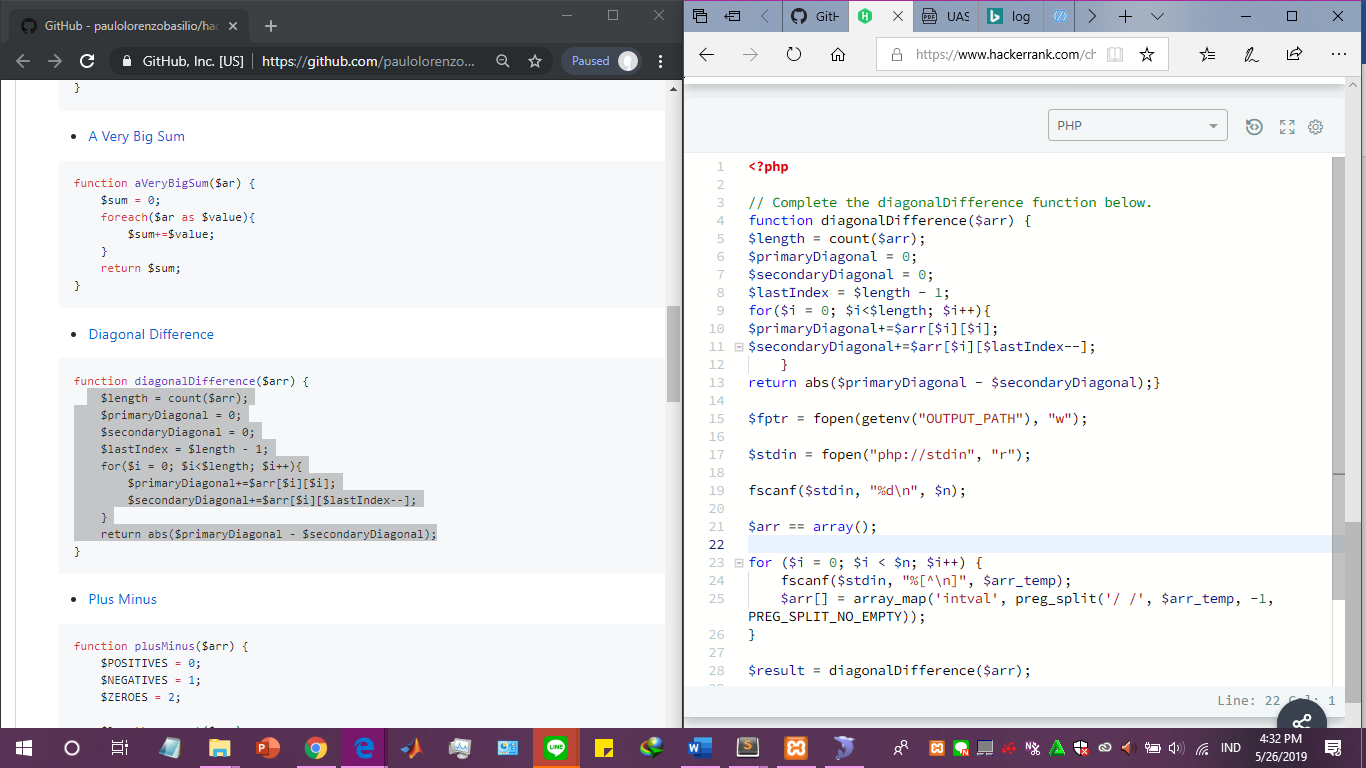 GitHub - paulolorenzobasilio/hac
GitHub, Inc. [US]
https://github.com/paulolorenzo...
Paused
}
A Very Big Sum
function aVeryBigSum($ar) {
$sum = 0;
foreach($ar as $value){
$sum+=$value;
}
return $sum;
}
Diagonal Difference
function diagonalDifference($arr) {
$length = count($arr);
$primaryDiagonal = 0;
$secondaryDiagonal = 0;
$lastIndex = $length - 1;
for($i = 0; $i<$length; $i++){
$primaryDiagonal+=$arr[$i][$i];
$secondaryDiagonal+=$arr[$i][$lastIndex--];
}
return abs($primaryDiagonal - $secondaryDiagonal);
}
Plus Minus
function plusMinus($arr) {
$POSITIVES = 0;
$NEGATIVES = 1;
$ZEROES = 2;
GitH
PDF UAS
log
https://www.hackerrank.com/ch
PHP
1 <?php
2
3 // Complete the diagonalDifference function below.
4 function diagonalDifference($arr) {
5 $length = count($arr);
6 $primaryDiagonal = 0;
7 $secondaryDiagonal = 0;
8 $lastIndex = $length - 1;
9 for($i = 0; $i<$length; $i++){
10 $primaryDiagonal+=$arr[$i][$i];
11 $secondaryDiagonal+=$arr[$i][$lastIndex--];
12 }
13 return abs($primaryDiagonal - $secondaryDiagonal);}
14
15 $fptr = fopen(getenv("OUTPUT_PATH"), "w");
16
17 $stdin = fopen("php://stdin", "r");
18
19 fscanf($stdin, "%d\n", $n);
20
21 $arr == array();
22
23 for ($i = 0; $i < $n; $i++) {
24 fscanf($stdin, "%[^\n]", $arr_temp);
25 $arr[] = array_map('intval', preg_split('/ /', $arr_temp, -1,
PREG_SPLIT_NO_EMPTY));
26 }
27
28 $result = diagonalDifference($arr);
Line: 22 Col: 1
LINE
IND
4:32 PM
5/26/2019